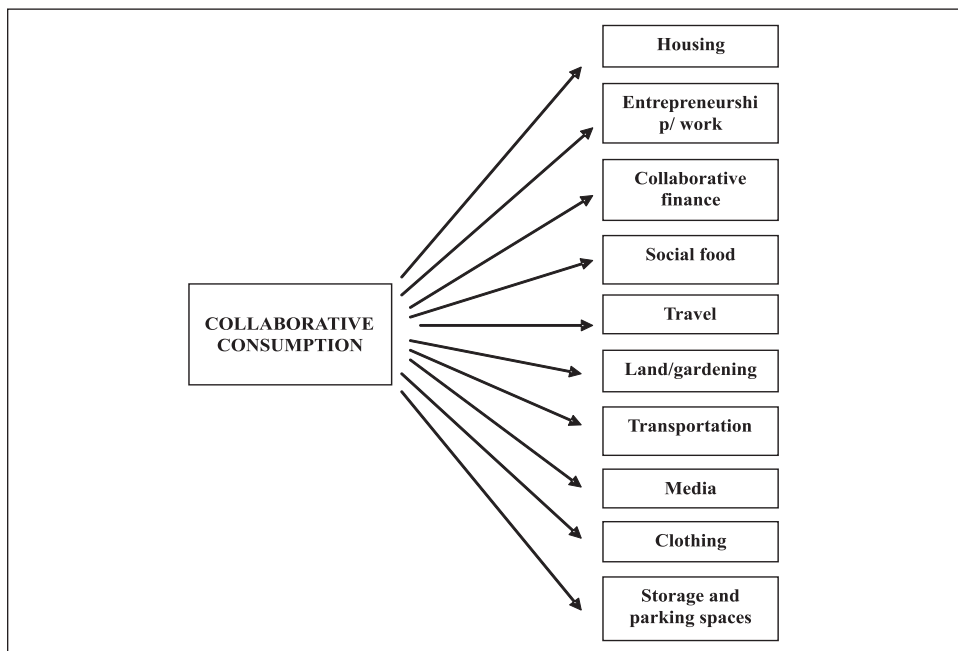 Housing
Entrepreneurshi
p/ work
Collaborative
finance
Social food
COLLABORATIVE
CONSUMPTION
Travel
Land/gardening
Transportation
Media
Clothing
Storage and
parking spaces